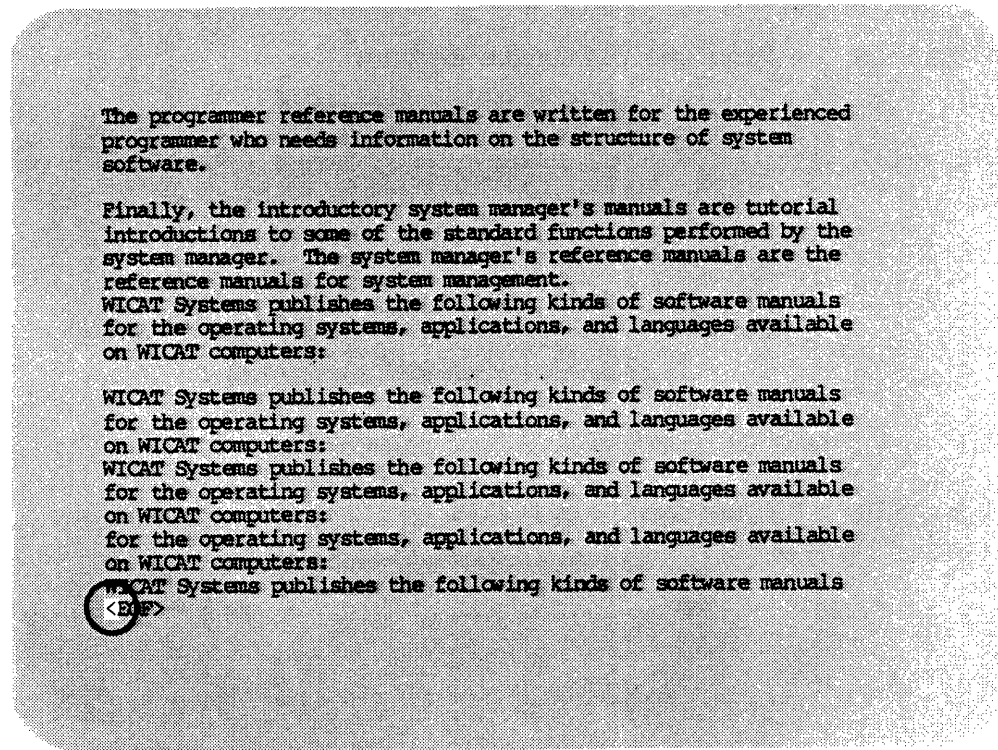 The programmer reference manuals are written for the experienced
programmer who needs information on the structure of system
software.

Finally, the introductory system manager's manuals are tutorial
introductions to some of the standard functions performed by the
system manager.  The system manager's reference manuals are the
reference manuals for system management.
WICAT Systems publishes the following kinds of software manuals
for the operating systems, applications, and languages available
on WICAT computers:

WICAT Systems publishes the following kinds of software manuals
for the operating systems, applications, and languages available
on WICAT computers:
WICAT Systems publishes the following kinds of software manuals
for the operating systems, applications, and languages available
on WICAT computers:
for the operating systems, applications, and languages available
on WICAT computers:
WICAT Systems publishes the following kinds of software manuals
<EOF>